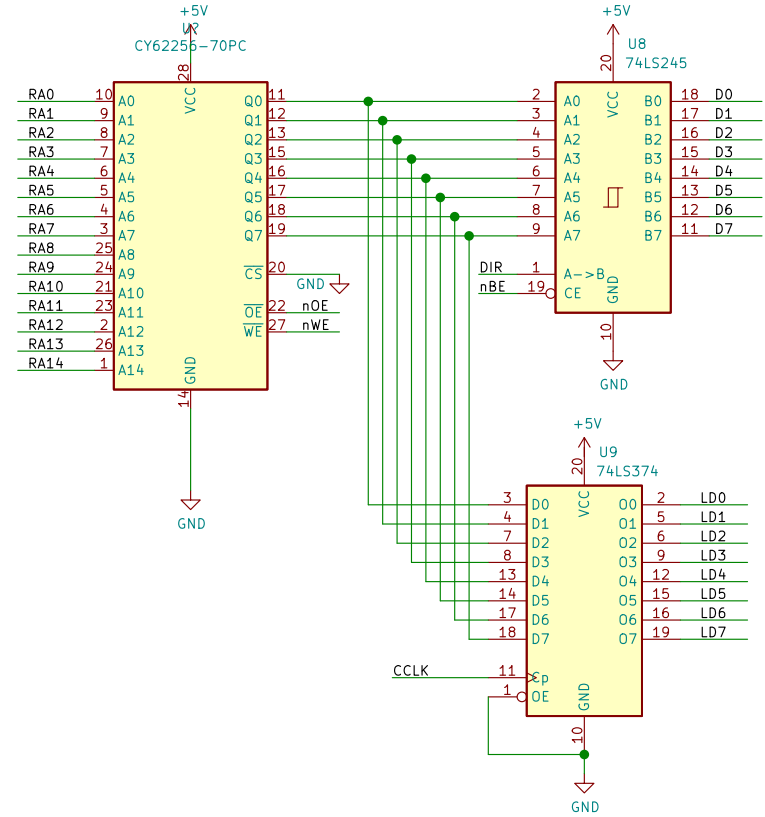 +5V
CY62256-70PC
28
VCC
RA0 10 A0 Q0 11
RA1 9 A1 Q1 12
RA2 8 A2 Q2 13
RA3 7 A3 Q3 15
RA4 6 A4 Q4 16
RA5 5 A5 Q5 17
RA6 4 A6 Q6 18
RA7 3 A7 Q7 19
RA8 25 A8
RA9 24 A9 CS 20 GND
RA10 21 A10
RA11 23 A11 OE 22 nOE
RA12 2 A12 WE 27 nWE
RA13 26 A13
RA14 1 A14
GND
14
GND
+5V
U8
74LS245
20
VCC
2 A0 B0 18 D0
3 A1 B1 17 D1
4 A2 B2 16 D2
5 A3 B3 15 D3
6 A4 B4 14 D4
7 A5 B5 13 D5
8 A6 B6 12 D6
9 A7 B7 11 D7
DIR 1 A->B
nBE 19 CE
GND
10
GND
+5V
U9
74LS374
20
VCC
3 D0 O0 2 LD0
4 D1 O1 5 LD1
7 D2 O2 6 LD2
8 D3 O3 9 LD3
13 D4 O4 12 LD4
14 D5 O5 15 LD5
17 D6 O6 16 LD6
18 D7 O7 19 LD7
CCLK 11 Cp
1 OE
GND
10
GND